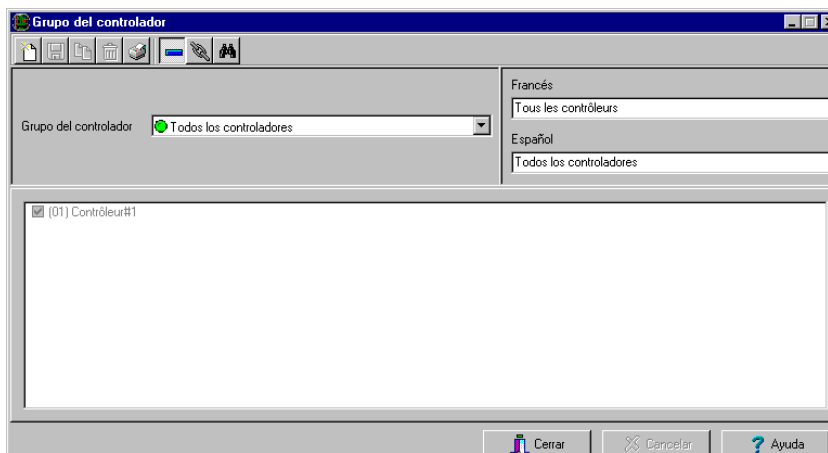 Grupo del controlador
Francés
Tous les contrôleurs
Grupo del controlador
Todos los controladores
Español
Todos los controladores
(01) Contrôleur#1
Cerrar
Cancelar
Ayuda